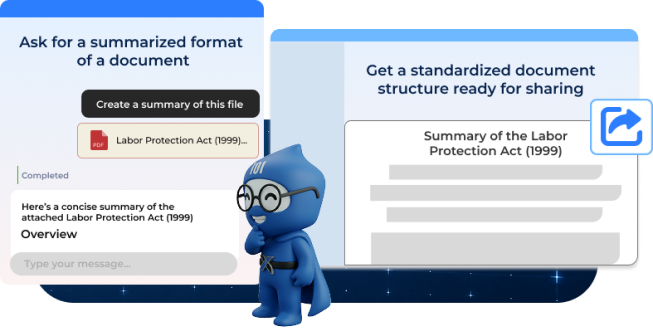 Ask for a summarized format
of a document
Create a summary of this file
PDF
Labor Protection Act (1999)...
Completed
Here's a concise summary of the
attached Labor Protection Act (1999)
Overview
Type your message...
Get a standardized document
structure ready for sharing
Summary of the Labor
Protection Act (1999)